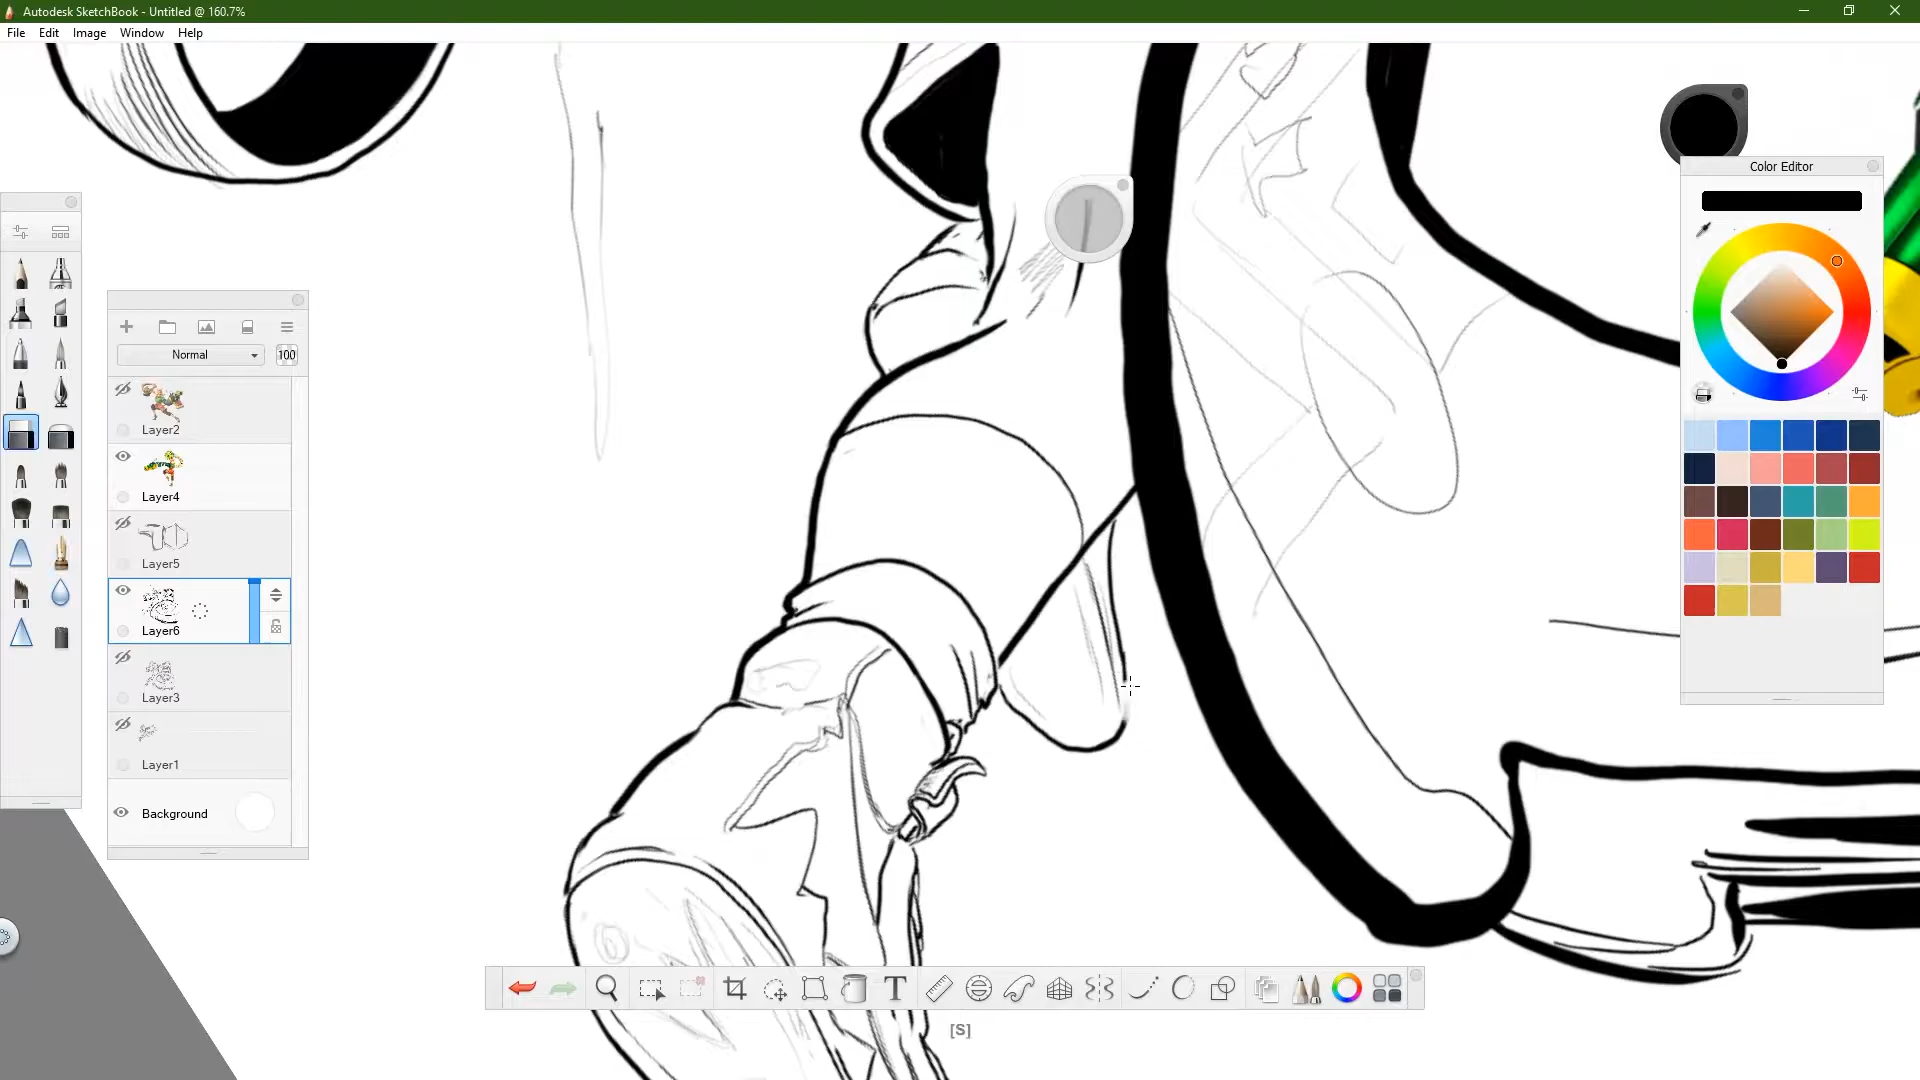 Autodesk SketchBook - Untitled @ 160.7%
File Edit Image Window Help
Color Editor
Normal 100
Layer2
Layer4
Layer5
Layer6
Layer3
Layer1
Background
T
[S]